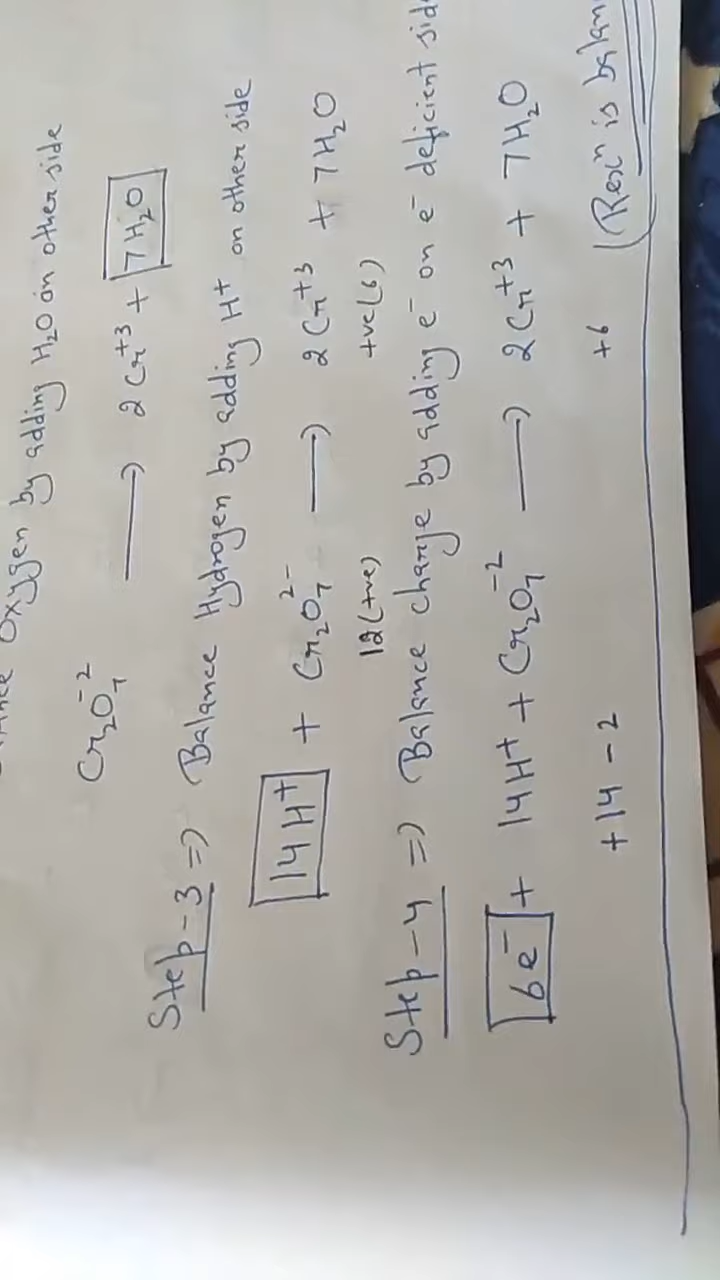 Oxygen by adding H₂O on other side
Cr₂O₇⁻² ⟶ 2Cr⁺³ + 7H₂O
Step-3 ⇒ Balance Hydrogen by adding H⁺ on other side
14H⁺ + Cr₂O₇²⁻ ⟶ 2Cr⁺³ + 7H₂O
12(+ve) +ve(6)
Step-4 ⇒ Balance charge by adding e⁻ on e⁻ deficient side
6e⁻ + 14H⁺ + Cr₂O₇⁻² ⟶ 2Cr⁺³ + 7H₂O
+14 - 2 +6
(Rexⁿ is balan